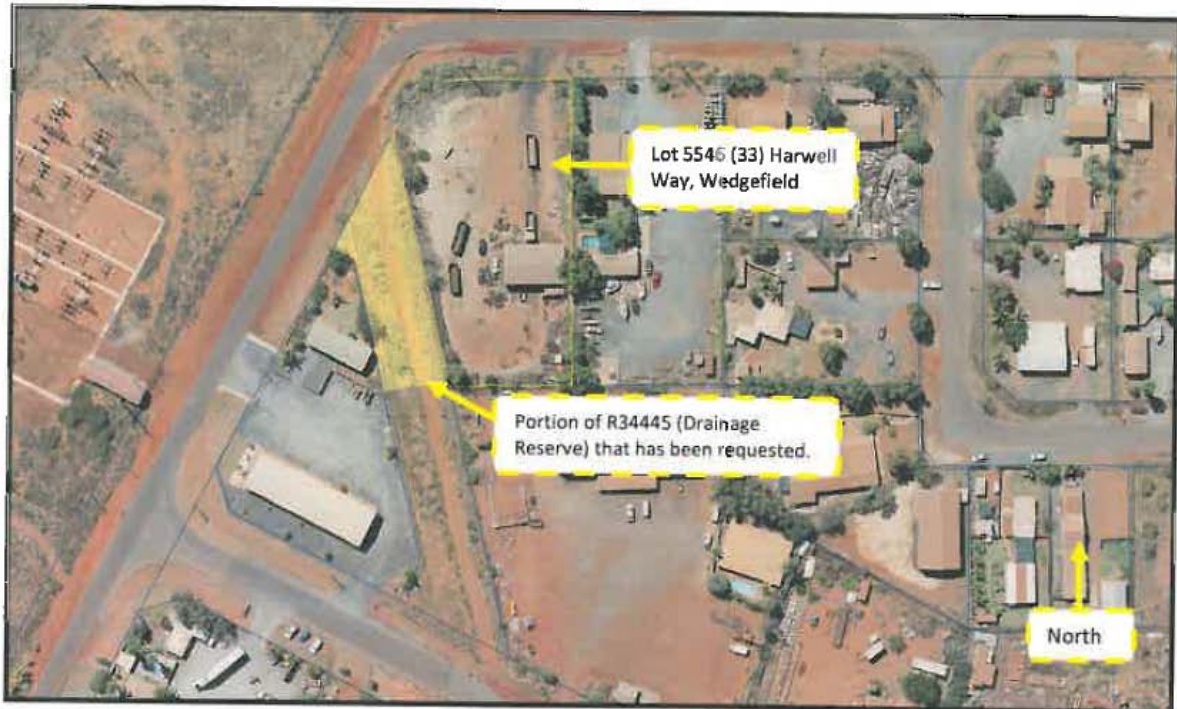 Lot 5546 (33) Harwell
Way, Wedgefield
Portion of R34445 (Drainage
Reserve) that has been requested.
North